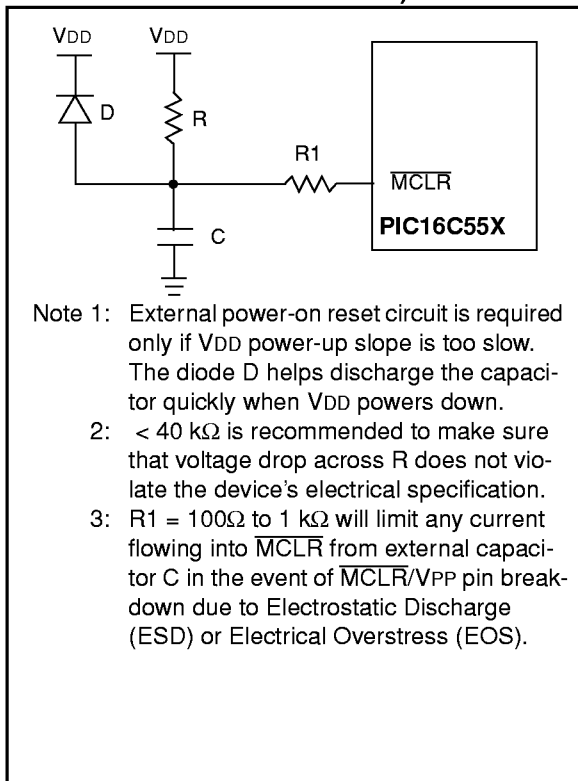 VDD VDD
D
R
R1
MCLR
PIC16C55X
C
Note 1: External power-on reset circuit is required
only if VDD power-up slope is too slow.
The diode D helps discharge the capaci-
tor quickly when VDD powers down.
2: < 40 kΩ is recommended to make sure
that voltage drop across R does not vio-
late the device's electrical specification.
3: R1 = 100Ω to 1 kΩ will limit any current
flowing into MCLR from external capaci-
tor C in the event of MCLR/VPP pin break-
down due to Electrostatic Discharge
(ESD) or Electrical Overstress (EOS).